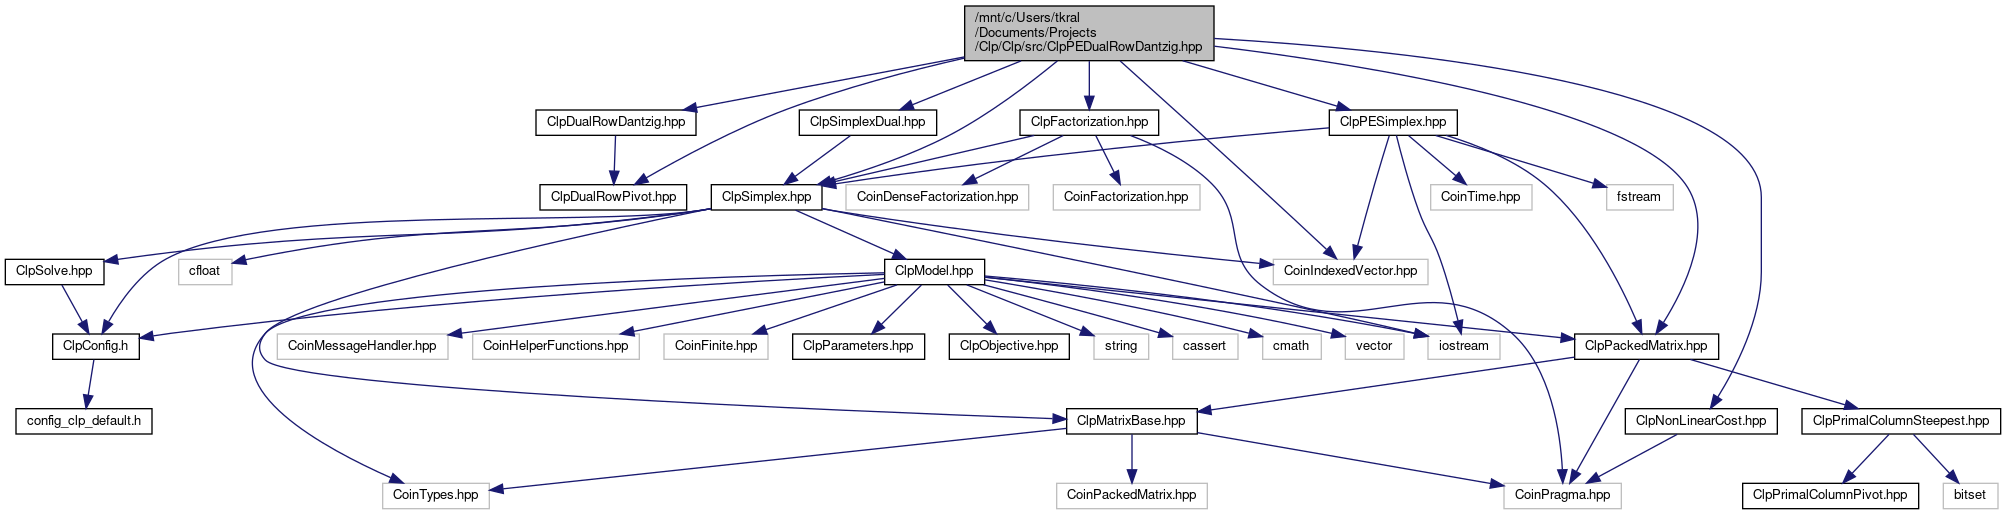 /mnt/c/Users/tkral
/Documents/Projects
/Clp/Clp/src/ClpPEDualRowDantzig.hpp
ClpDualRowDantzig.hpp
ClpSimplexDual.hpp
ClpFactorization.hpp
ClpPESimplex.hpp
ClpDualRowPivot.hpp
ClpSimplex.hpp
CoinDenseFactorization.hpp
CoinFactorization.hpp
CoinTime.hpp
fstream
ClpSolve.hpp
cfloat
ClpModel.hpp
CoinIndexedVector.hpp
ClpConfig.h
CoinMessageHandler.hpp
CoinHelperFunctions.hpp
CoinFinite.hpp
ClpParameters.hpp
ClpObjective.hpp
string
cassert
cmath
vector
iostream
ClpPackedMatrix.hpp
config_clp_default.h
ClpMatrixBase.hpp
ClpNonLinearCost.hpp
ClpPrimalColumnSteepest.hpp
CoinTypes.hpp
CoinPackedMatrix.hpp
CoinPragma.hpp
ClpPrimalColumnPivot.hpp
bitset